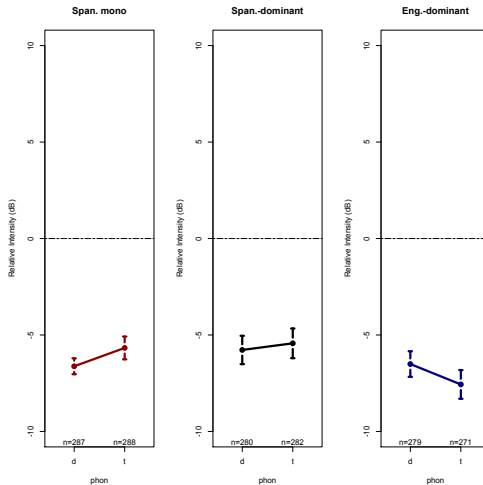 Span. mono
Relative Intensity (dB)
10
5
0
-5
-10
n=287 n=288
d t
phon
Span.-dominant
Relative Intensity (dB)
10
5
0
-5
-10
n=280 n=282
d t
phon
Eng.-dominant
Relative Intensity (dB)
10
5
0
-5
-10
n=279 n=271
d t
phon